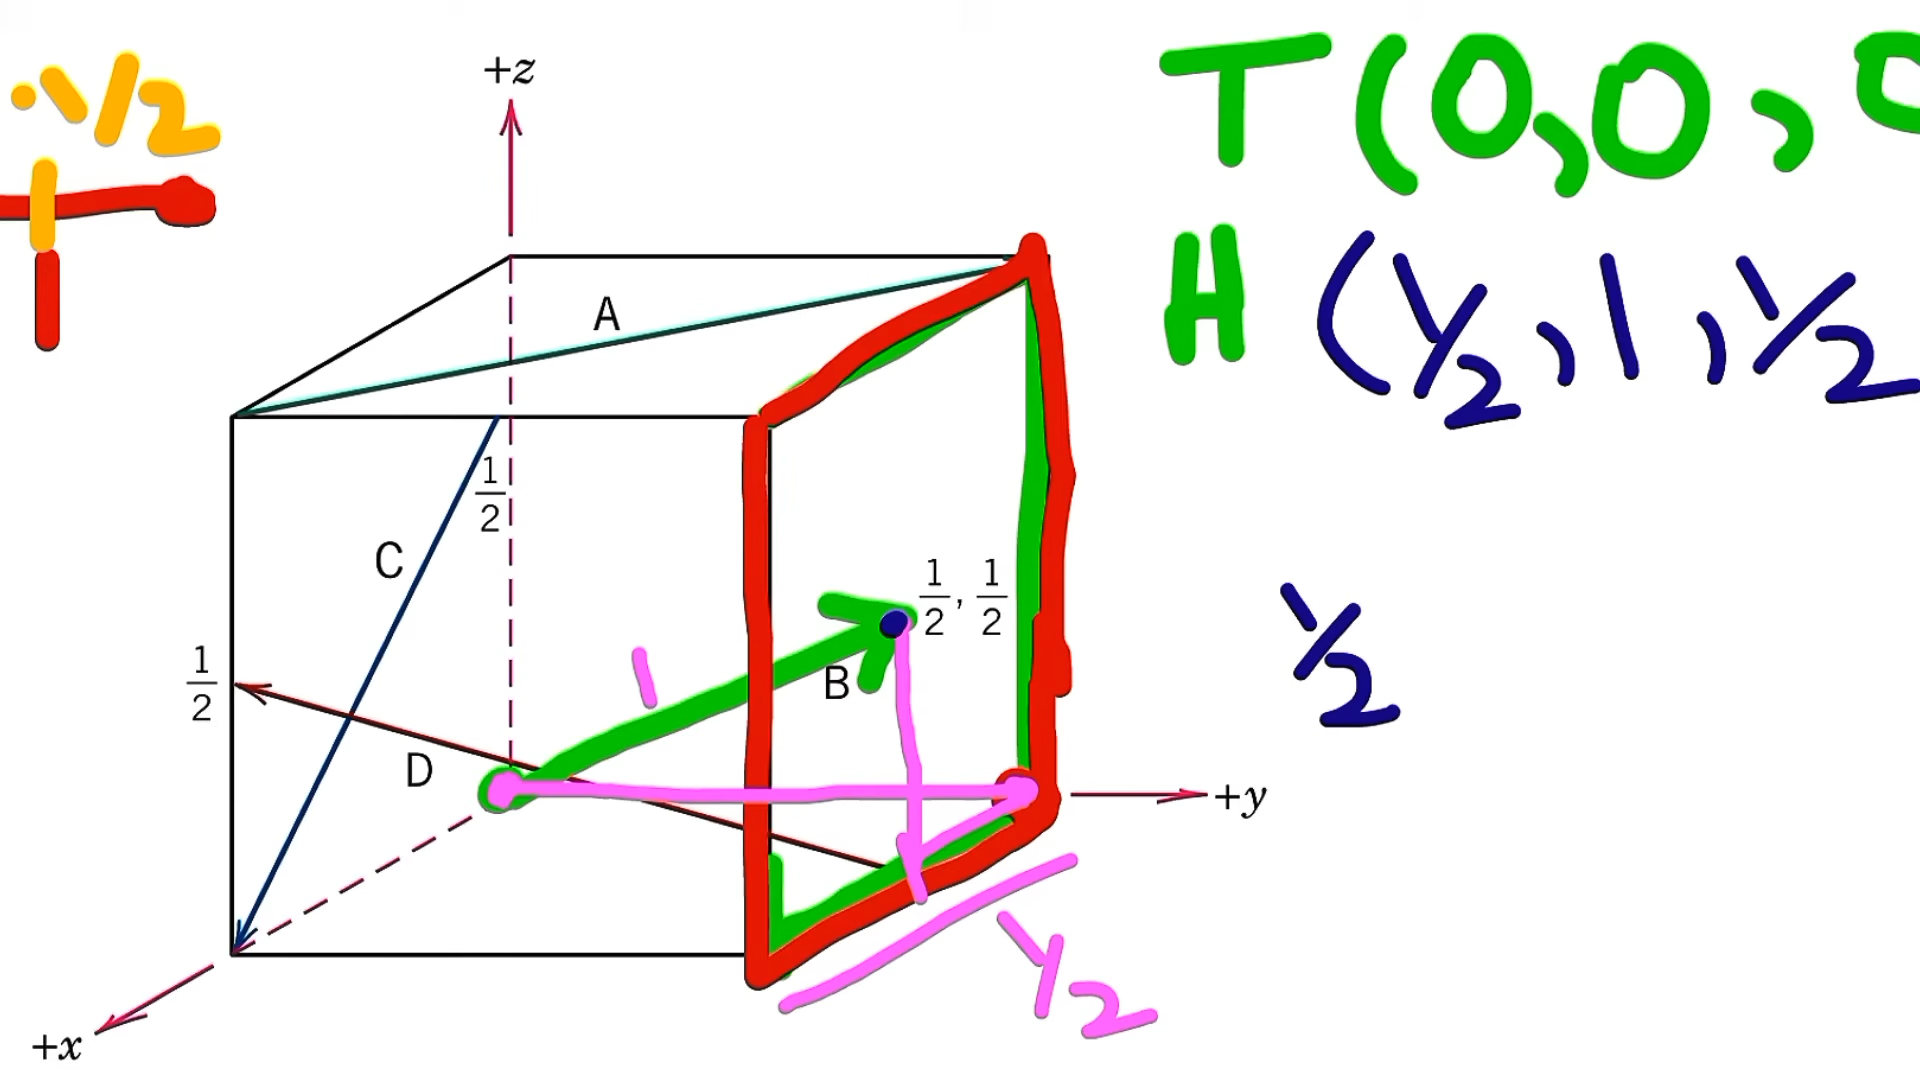 · 1/2
+z
T (0,0,0
A
H (1/2, 1, 1/2
1
2
C
1 , 1
2 2
1/2
1
2
1
B
D
+y
1/2
+x